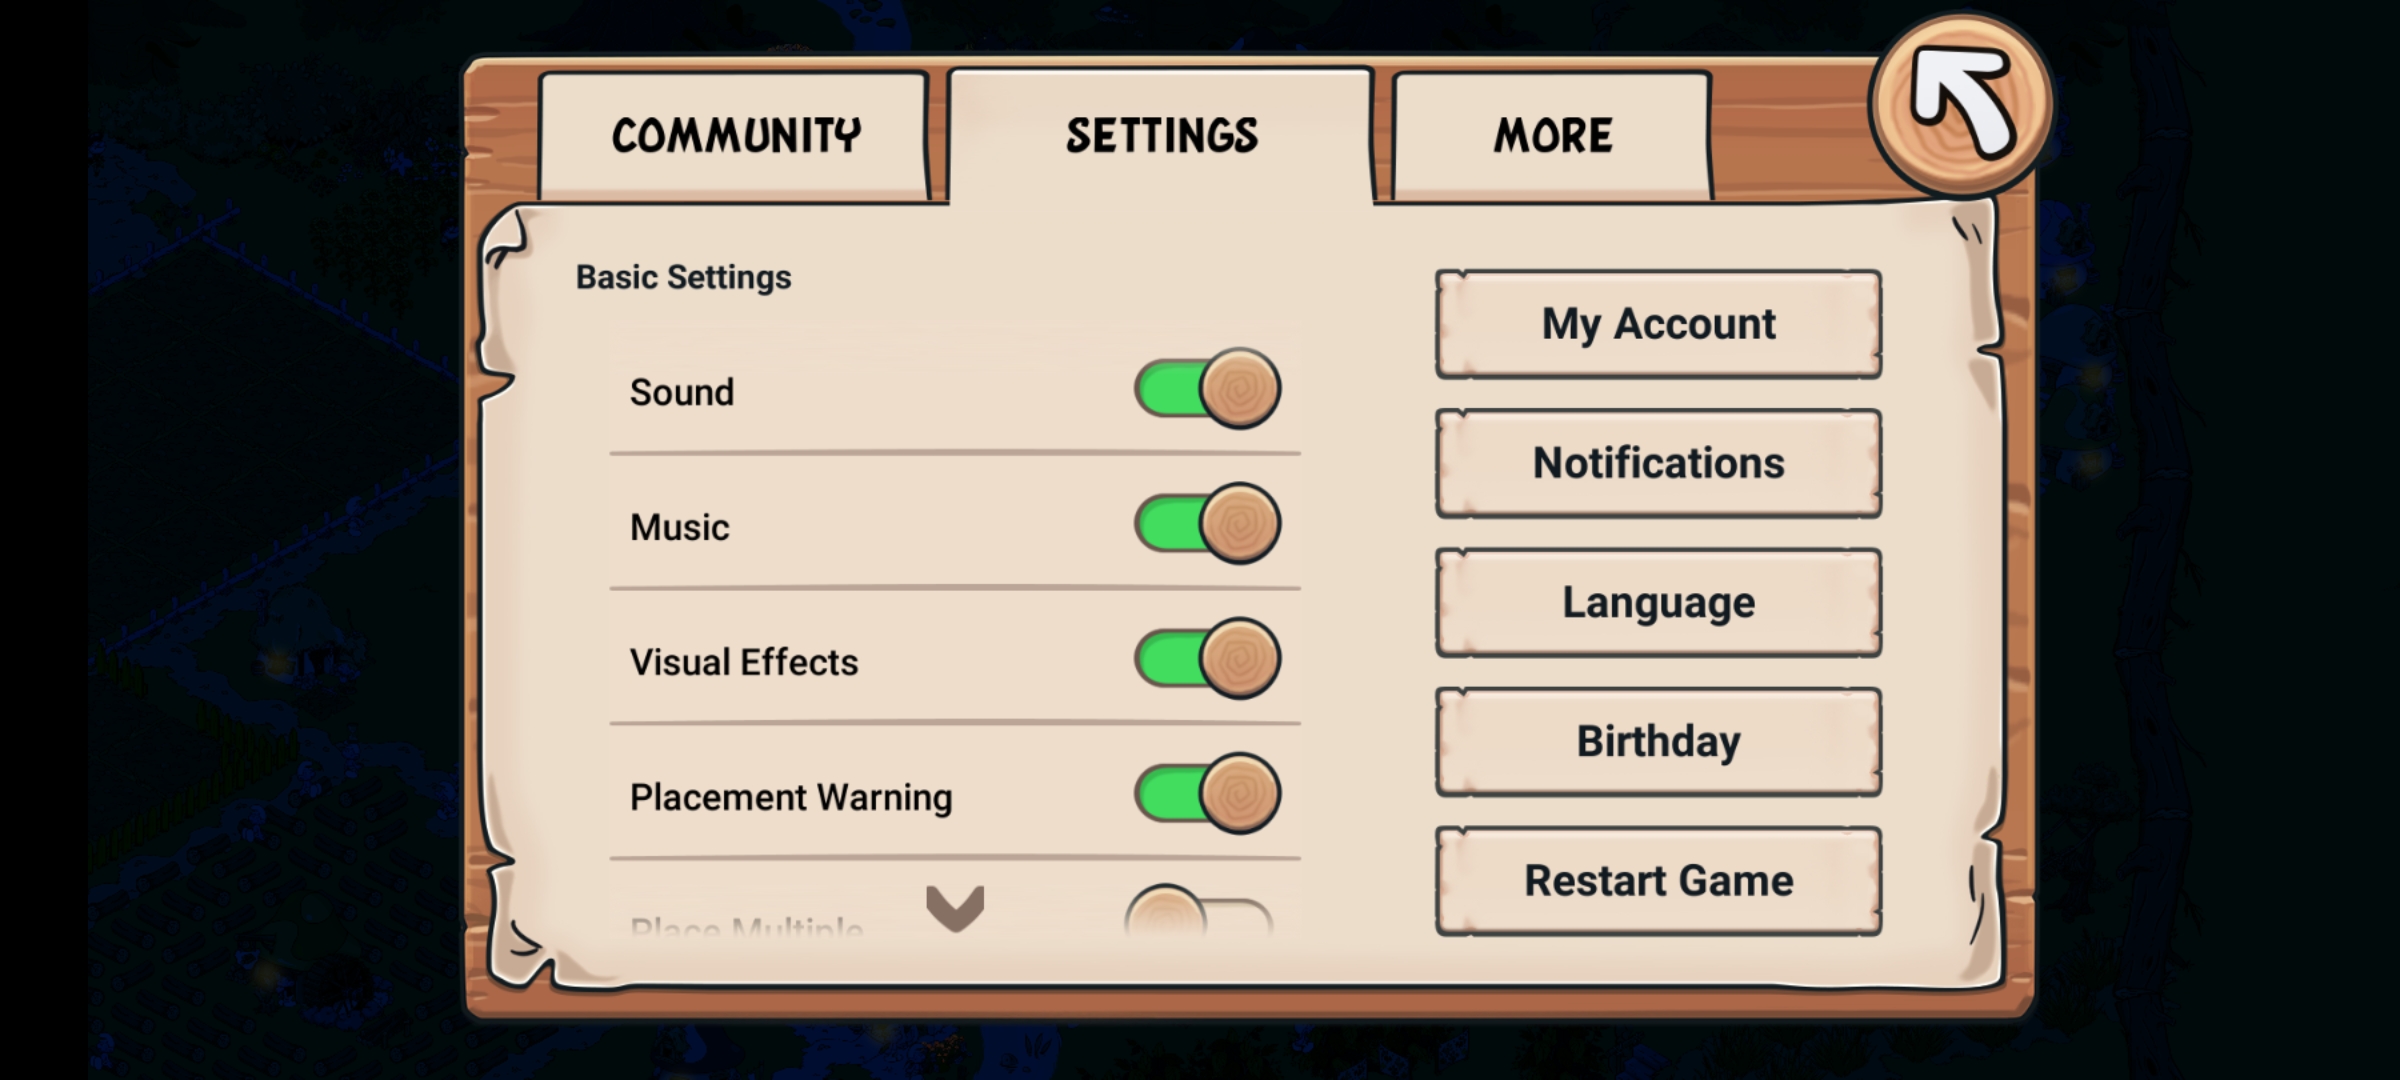 COMMUNITY
SETTINGS
MORE
Basic Settings
Sound
Music
Visual Effects
Placement Warning
Place Multiple
My Account
Notifications
Language
Birthday
Restart Game